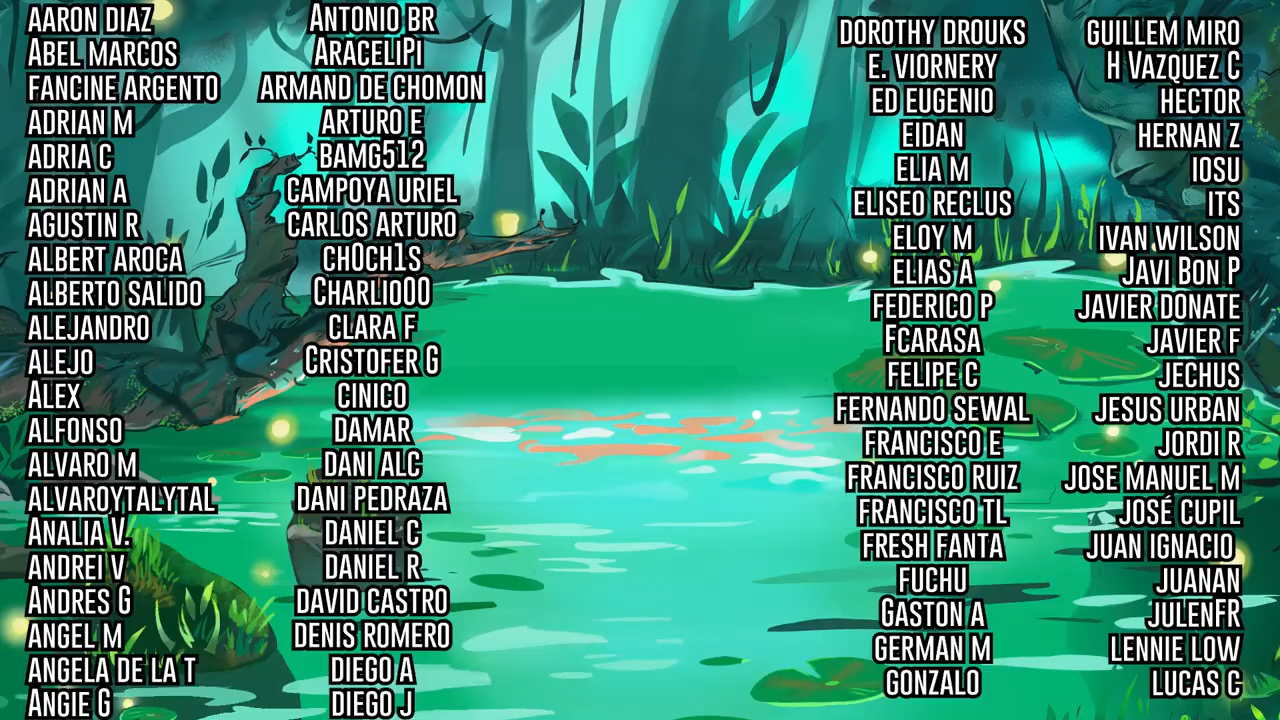 AARON DIAZ
ABEL MARCOS
FANCINE ARGENTO
ADRIAN M
ADRIA C
ADRIAN A
AGUSTIN R
ALBERT AROCA
ALBERTO SALIDO
ALEJANDRO
ALEJO
ALEX
ALFONSO
ALVARO M
ALVAROYTALYTAL
ANALIA V.
ANDREI V
ANDRES G
ANGEL M
ANGELA DE LA T
ANGIE G
ANTONIO BR
ARACELIPI
ARMAND DE CHOMON
ARTURO E
BAMG512
CAMPOYA URIEL
CARLOS ARTURO
CH0CH1S
CHARLIO00
CLARA F
CRISTOFER G
CINICO
DAMAR
DANI ALC
DANI PEDRAZA
DANIEL C
DANIEL R
DAVID CASTRO
DENIS ROMERO
DIEGO A
DIEGO J
DOROTHY DROUKS
E. VIORNERY
ED EUGENIO
EIDAN
ELIA M
ELISEO RECLUS
ELOY M
ELIAS A
FEDERICO P
FCARASA
FELIPE C
FERNANDO SEWAL
FRANCISCO E
FRANCISCO RUIZ
FRANCISCO TL
FRESH FANTA
FUCHU
GASTON A
GERMAN M
GONZALO
GUILLEM MIRO
H VAZQUEZ C
HECTOR
HERNAN Z
IOSU
ITS
IVAN WILSON
JAVI BON P
JAVIER DONATE
JAVIER F
JECHUS
JESUS URBAN
JORDI R
JOSE MANUEL M
JOSÉ CUPIL
JUAN IGNACIO
JUANAN
JULENFR
LENNIE LOW
LUCAS C